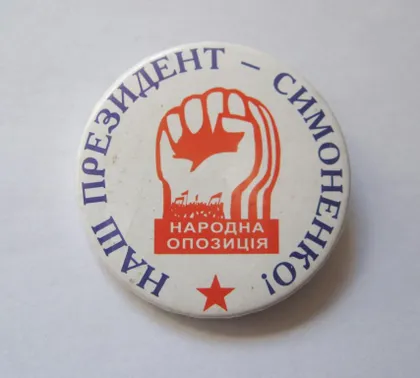 НАШ ПРЕЗИДЕНТ – СИМОНЕНКО!
НАРОДНА
ОПОЗИЦІЯ